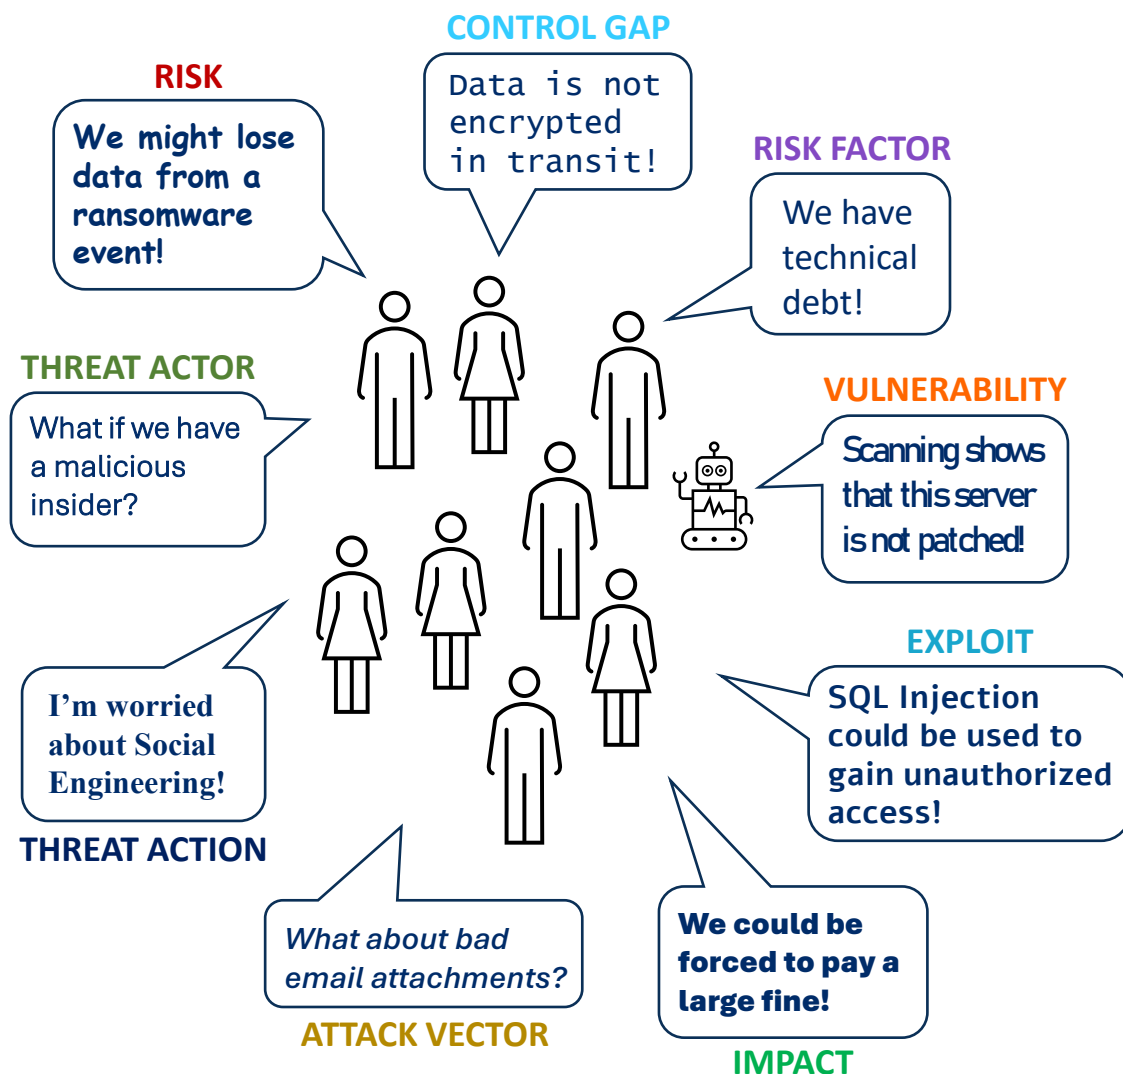 CONTROL GAP
Data is not
encrypted
in transit!
RISK
We might lose
data from a
ransomware
event!
RISK FACTOR
We have
technical
debt!
THREAT ACTOR
What if we have
a malicious
insider?
VULNERABILITY
Scanning shows
that this server
is not patched!
EXPLOIT
SQL Injection
could be used to
gain unauthorized
access!
I'm worried
about Social
Engineering!
THREAT ACTION
What about bad
email attachments?
ATTACK VECTOR
We could be
forced to pay a
large fine!
IMPACT